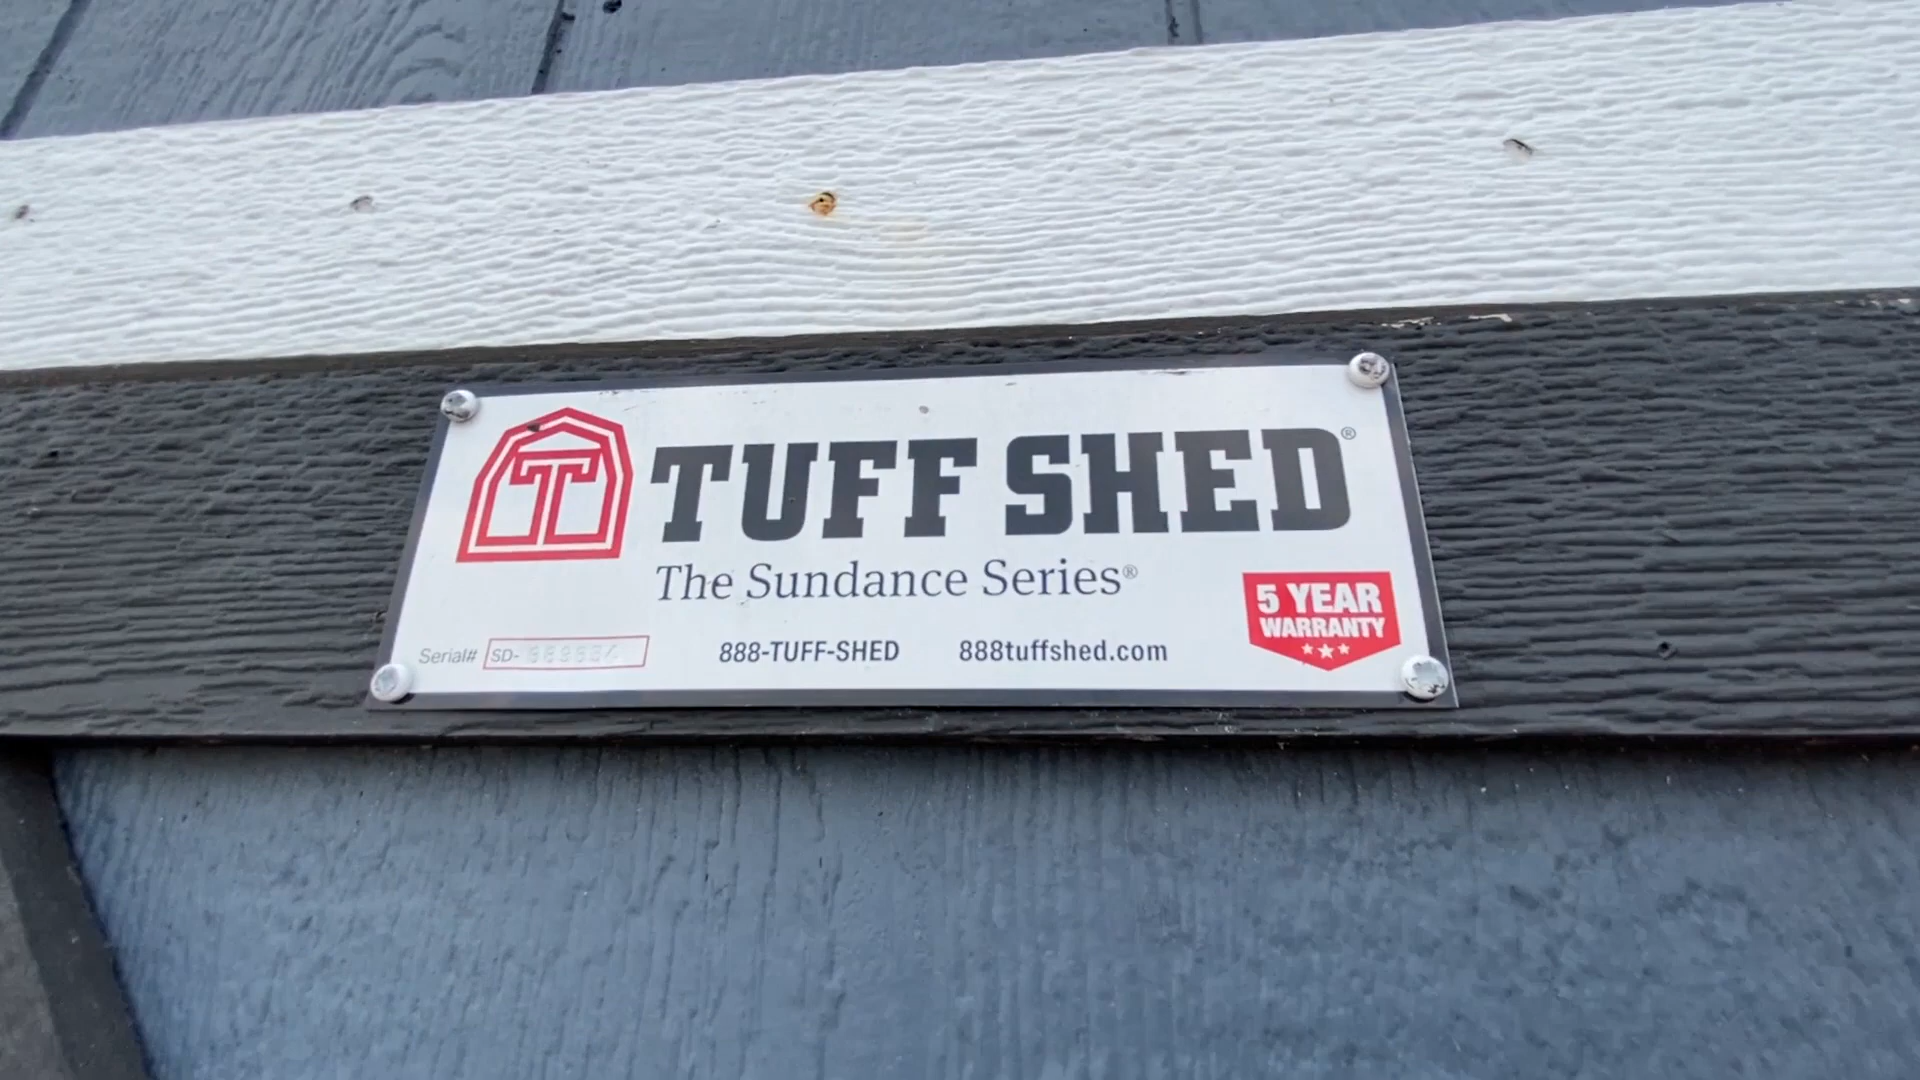 TUFF SHED®
The Sundance Series®
5 YEAR
WARRANTY
Serial# SD-
888-TUFF-SHED 888tuffshed.com